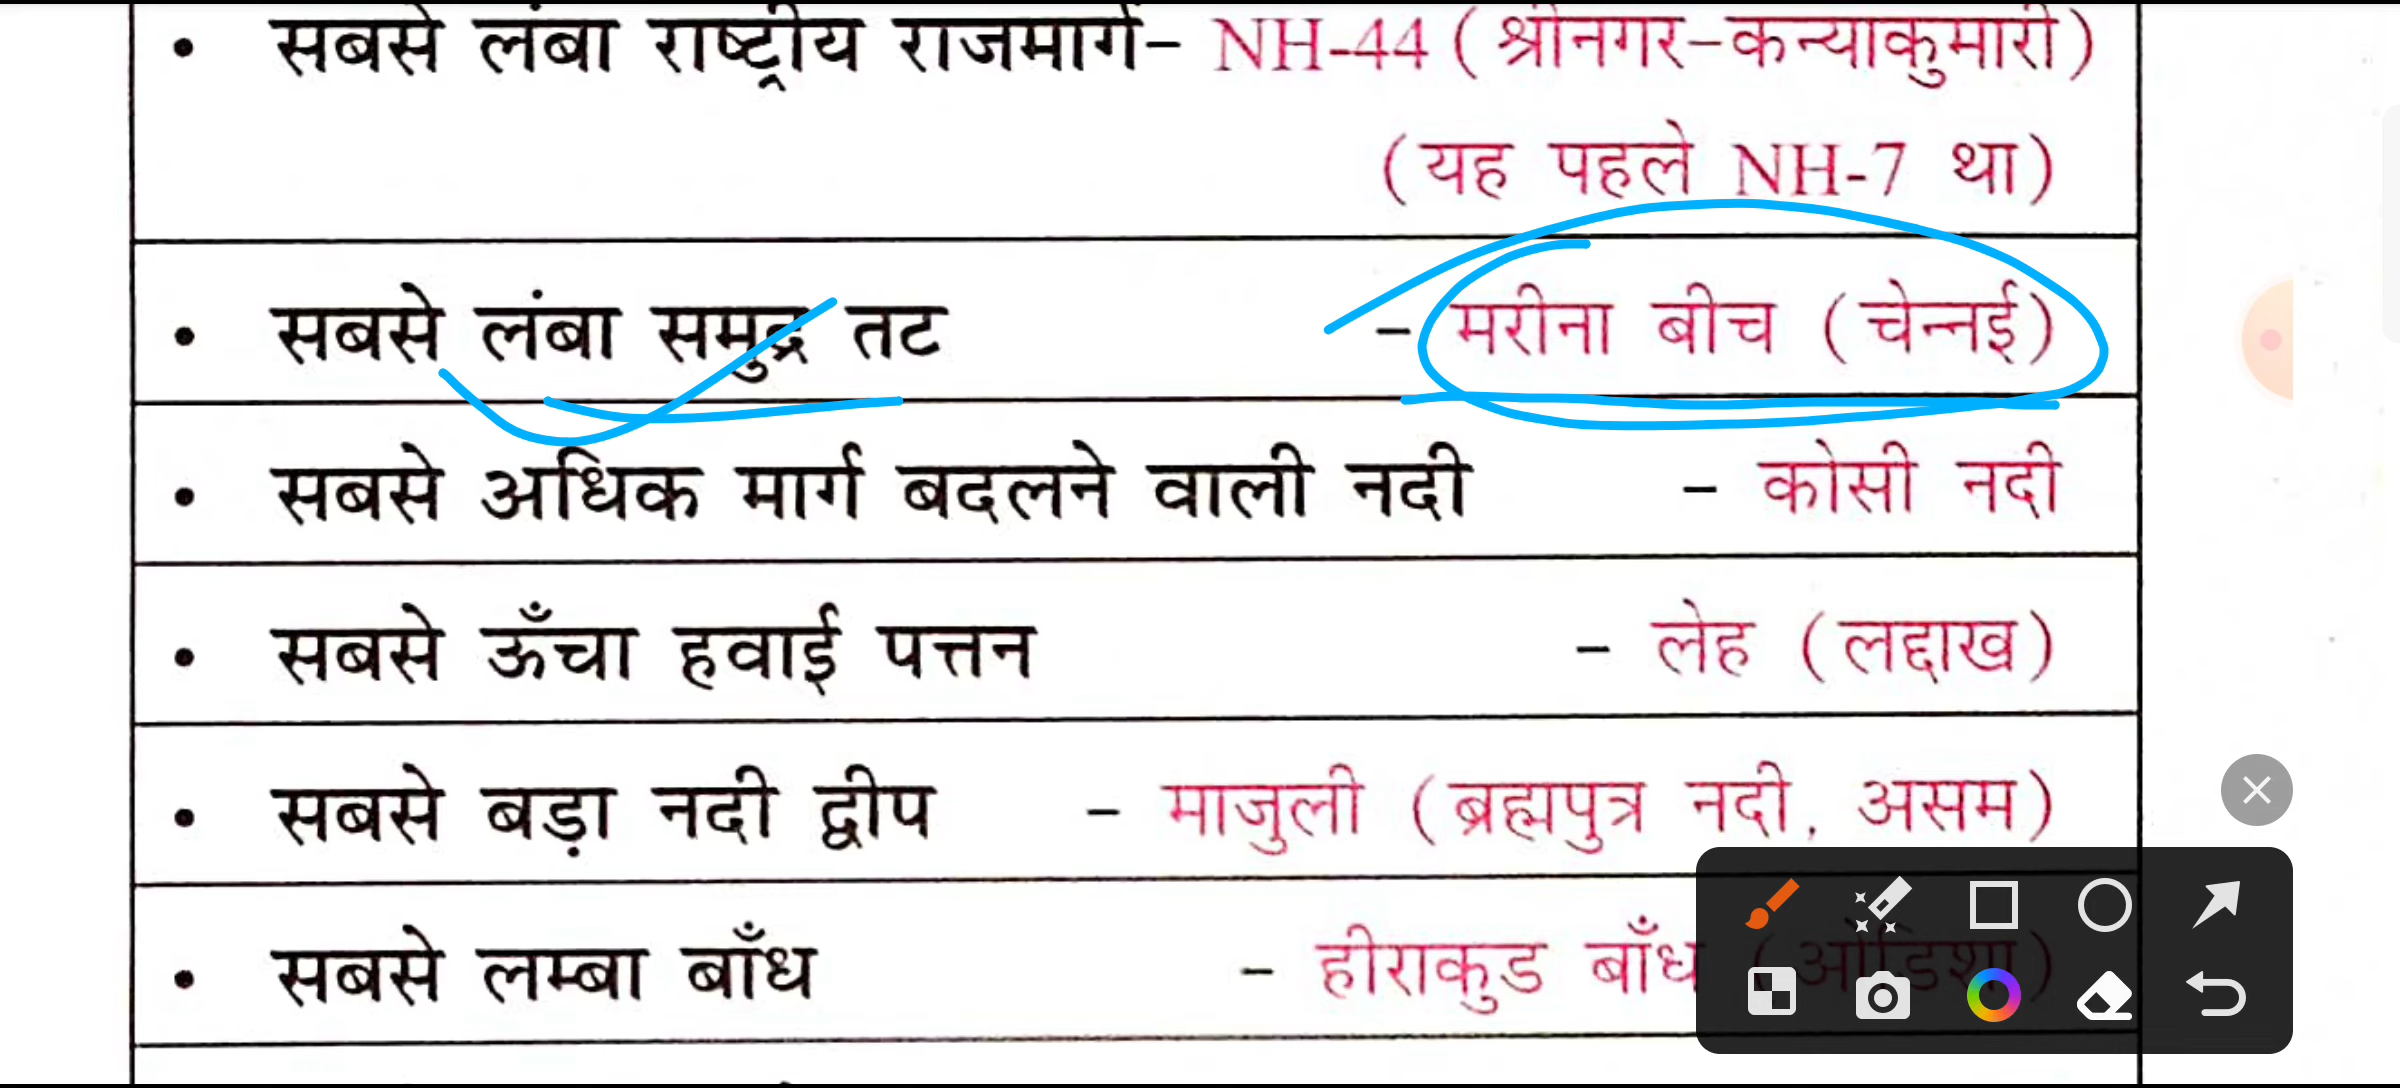 • सबसे लंबा राष्ट्रीय राजमार्ग- NH-44 (श्रीनगर-कन्याकुमारी)
(यह पहले NH-7 था)
• सबसे लंबा समुद्र तट - मरीना बीच (चेन्नई)
• सबसे अधिक मार्ग बदलने वाली नदी - कोसी नदी
• सबसे ऊँचा हवाई पत्तन - लेह (लद्दाख)
• सबसे बड़ा नदी द्वीप - माजुली (ब्रह्मपुत्र नदी, असम)
• सबसे लम्बा बाँध - हीराकुड बाँध (ओडिशा)